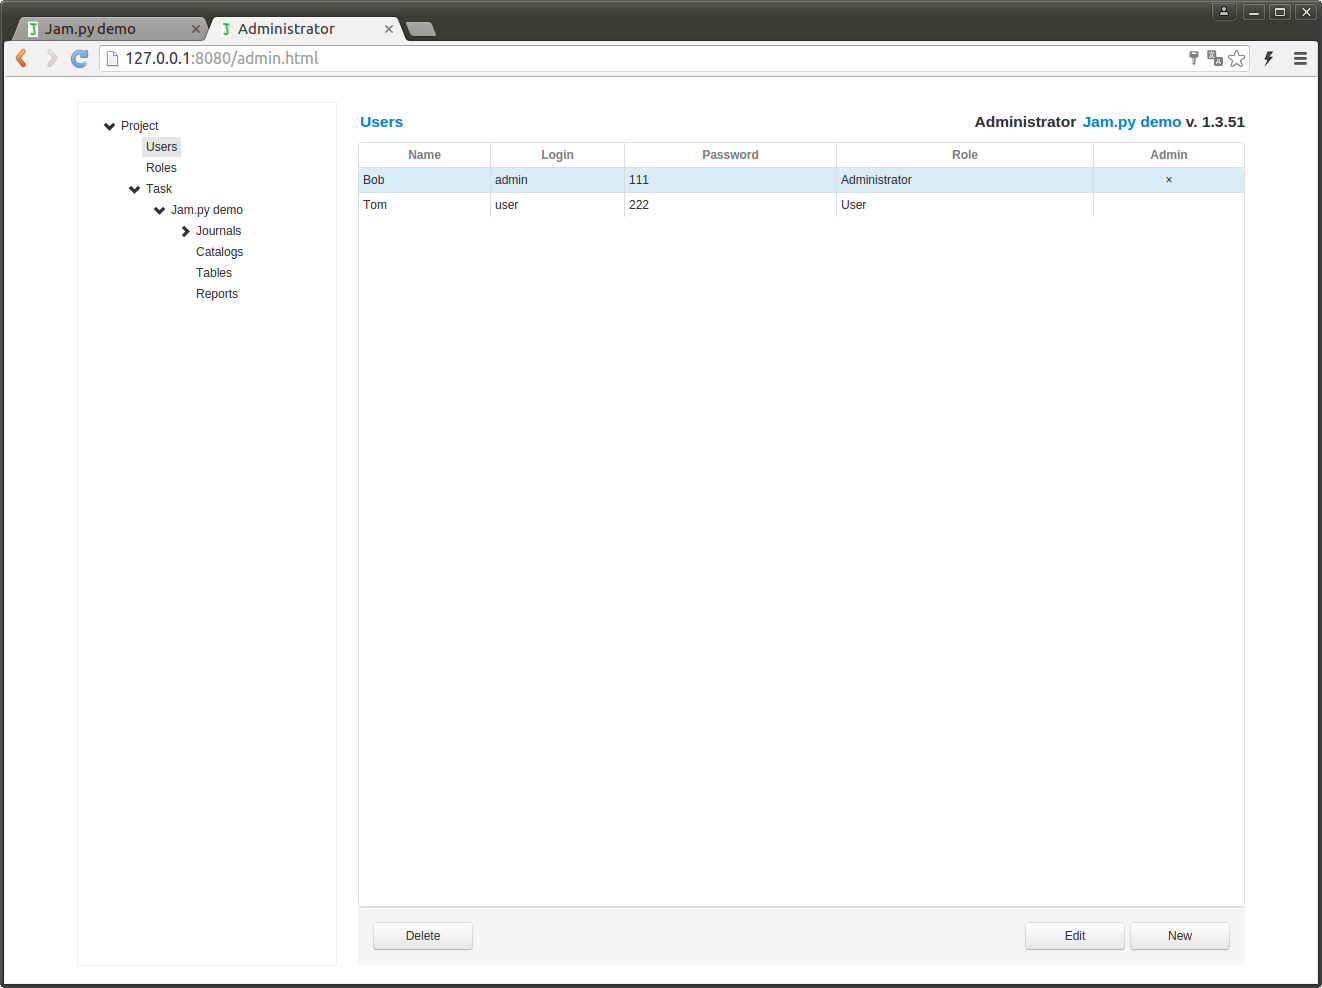 Jam.py demo
Administrator
127.0.0.1:8080/admin.html
Project
Users
Roles
Task
Jam.py demo
Journals
Catalogs
Tables
Reports
Users
Administrator Jam.py demo v. 1.3.51
Name Login Password Role Admin
Bob admin 111 Administrator ×
Tom user 222 User
Delete Edit New